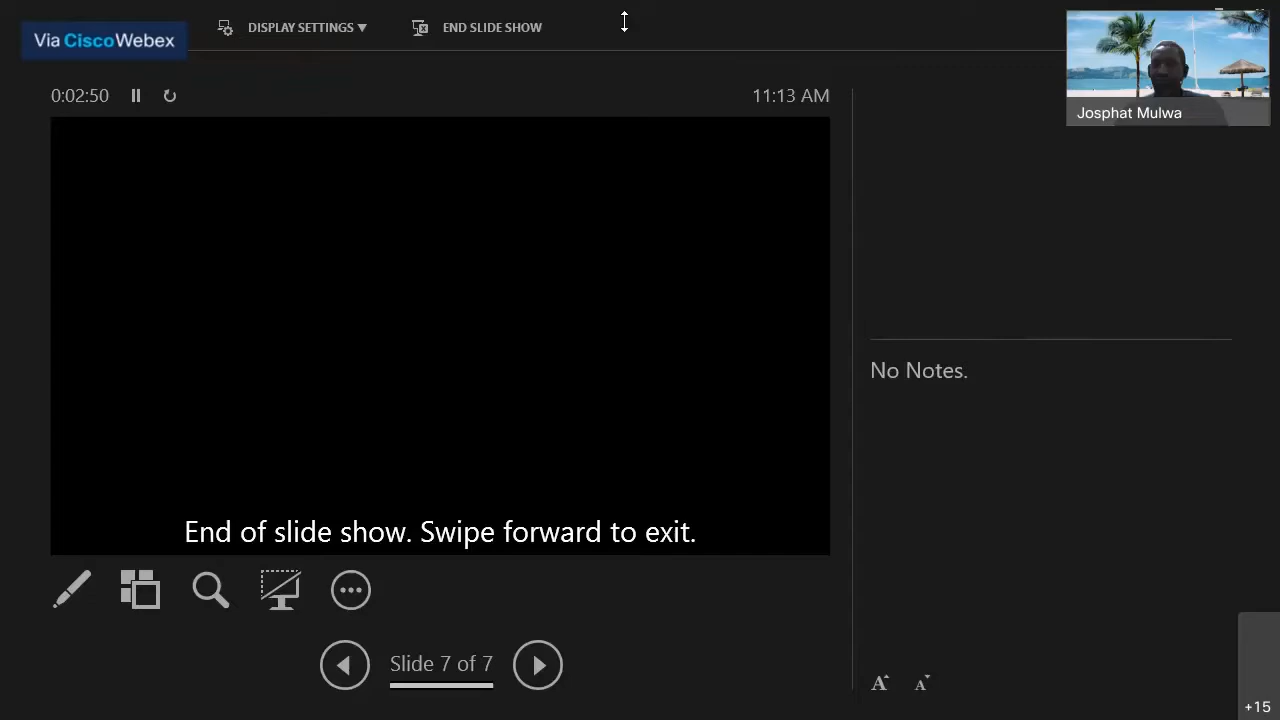 Via CiscoWebex
DISPLAY SETTINGS
END SLIDE SHOW
0:02:50
11:13 AM
Josphat Mulwa
End of slide show. Swipe forward to exit.
No Notes.
Slide 7 of 7
A A
+15